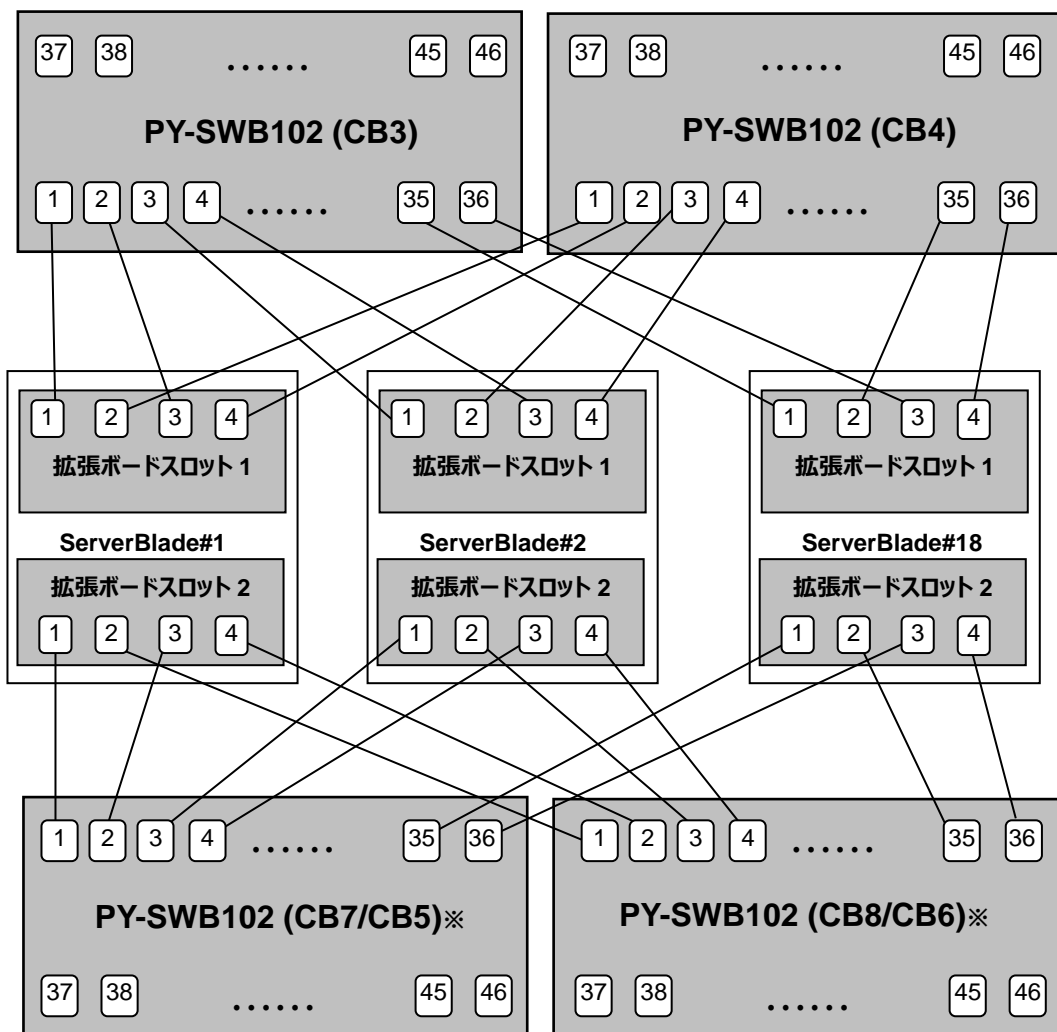 37 38 ...... 45 46
PY-SWB102 (CB3)
1 2 3 4 ...... 35 36
37 38 ...... 45 46
PY-SWB102 (CB4)
1 2 3 4 ...... 35 36
1 2 3 4
拡張ボードスロット 1
ServerBlade#1
拡張ボードスロット 2
1 2 3 4
1 2 3 4
拡張ボードスロット 1
ServerBlade#2
拡張ボードスロット 2
1 2 3 4
1 2 3 4
拡張ボードスロット 1
ServerBlade#18
拡張ボードスロット 2
1 2 3 4
1 2 3 4 ...... 35 36
PY-SWB102 (CB7/CB5)※
37 38 ...... 45 46
1 2 3 4 ...... 35 36
PY-SWB102 (CB8/CB6)※
37 38 ...... 45 46